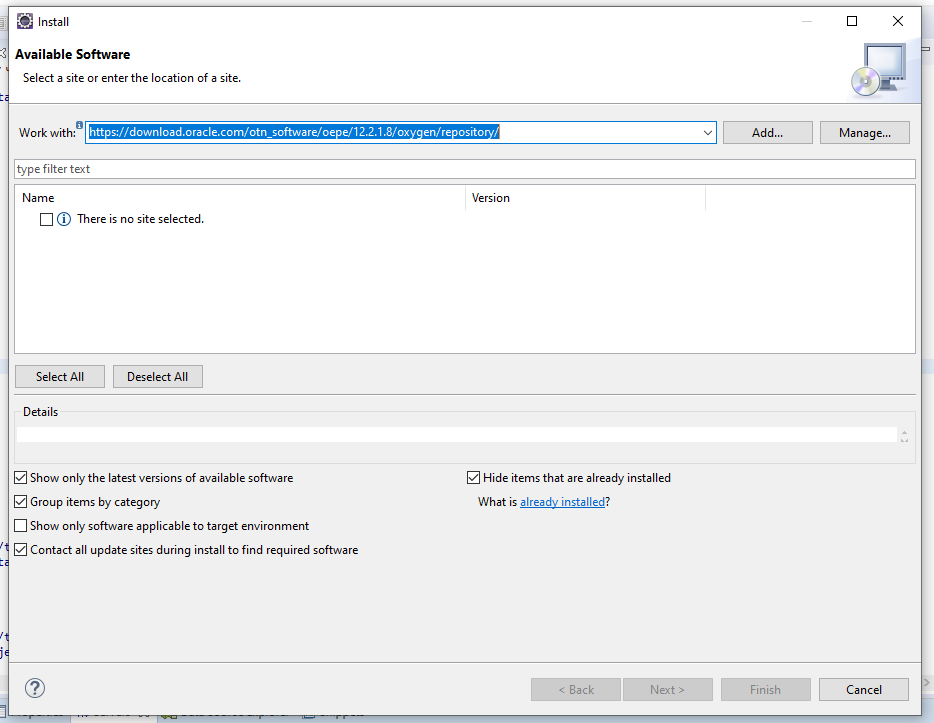 Install
Available Software
Select a site or enter the location of a site.
Work with: https://download.oracle.com/otn_software/oepe/12.2.1.8/oxygen/repository/ Add... Manage...
type filter text
Name Version
There is no site selected.
Select All Deselect All
Details
Show only the latest versions of available software Hide items that are already installed
Group items by category What is already installed?
Show only software applicable to target environment
Contact all update sites during install to find required software
< Back Next > Finish Cancel